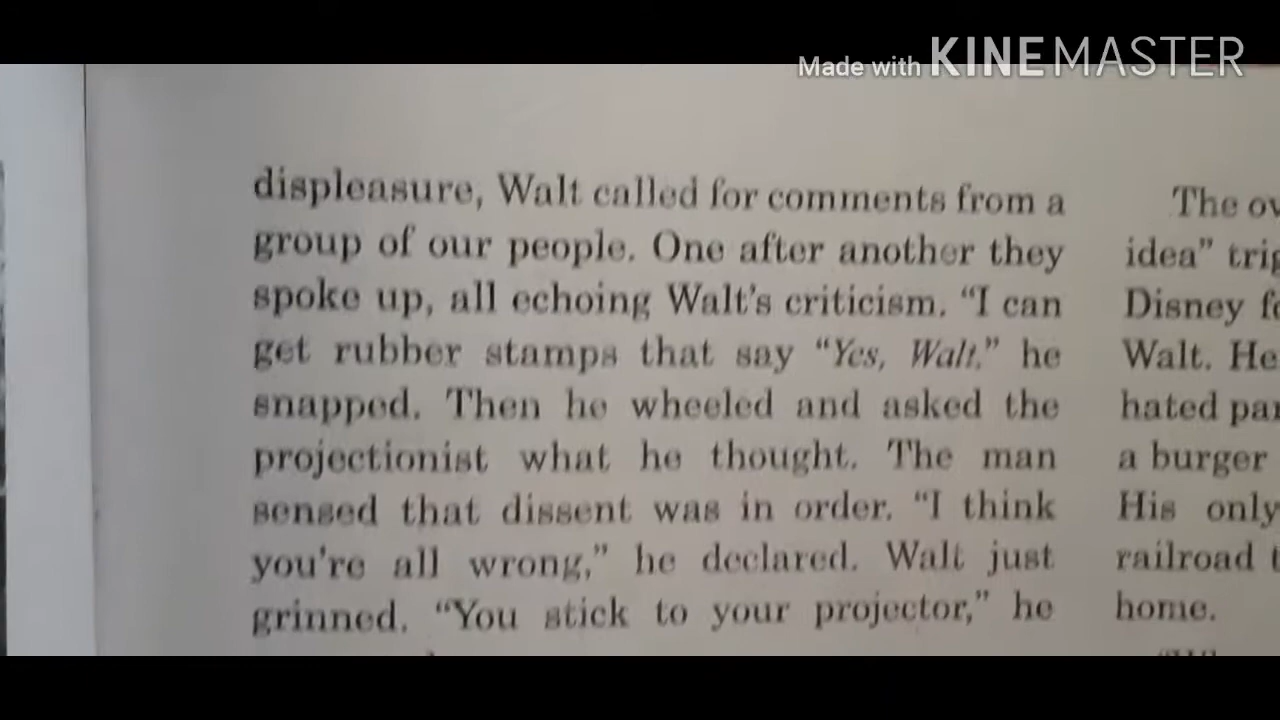 Made with KINEMASTER
displeasure, Walt called for comments from a
group of our people. One after another they
spoke up, all echoing Walt's criticism. “I can
get rubber stamps that say “Yes, Walt.” he
snapped. Then he wheeled and asked the
projectionist what he thought. The man
sensed that dissent was in order. “I think
you're all wrong,” he declared. Walt just
grinned. “You stick to your projector,” he
The
idea”
Disney
Walt. He
hated
a burger
His only
railroad
home.